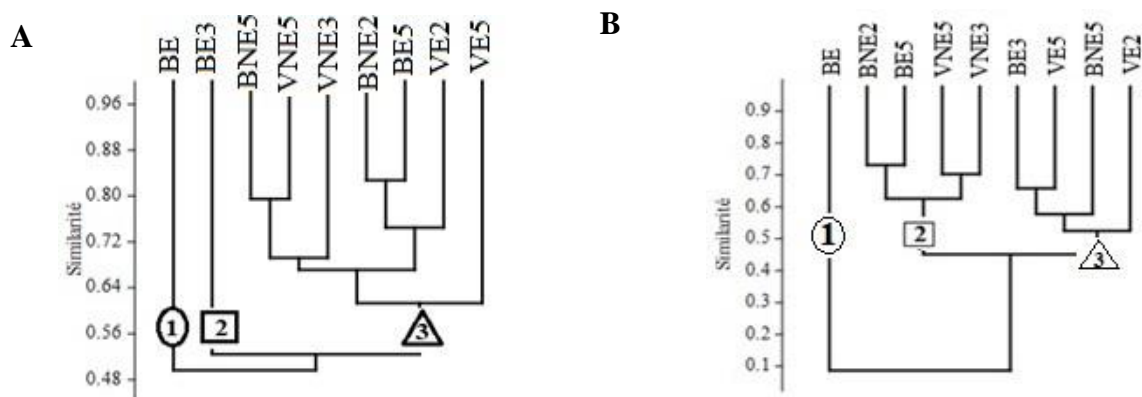 A
BE
BE3
BNE5
VNE5
VNE3
BNE2
BE5
VE2
VE5
Similarité
0.96
0.88
0.80
0.72
0.64
0.56
0.48
1
2
3
B
BE
BNE2
BE5
VNE5
VNE3
BE3
VE5
BNE5
VE2
Similarité
0.9
0.8
0.7
0.6
0.5
0.4
0.3
0.2
0.1
1
2
3